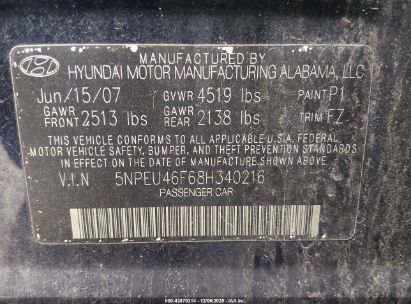 MANUFACTURED BY
HYUNDAI MOTOR MANUFACTURING ALABAMA, LLC
Jun/15/07 GVWR 4519 lbs PAINT P1
GAWR FRONT 2513 lbs GAWR REAR 2138 lbs TRIM FZ
THIS VEHICLE CONFORMS TO ALL APPLICABLE U.S.A. FEDERAL
MOTOR VEHICLE SAFETY, BUMPER, AND THEFT PREVENTION STANDARDS
IN EFFECT ON THE DATE OF MANUFACTURE SHOWN ABOVE.
V.I.N 5NPEU46F68H340216
PASSENGER CAR